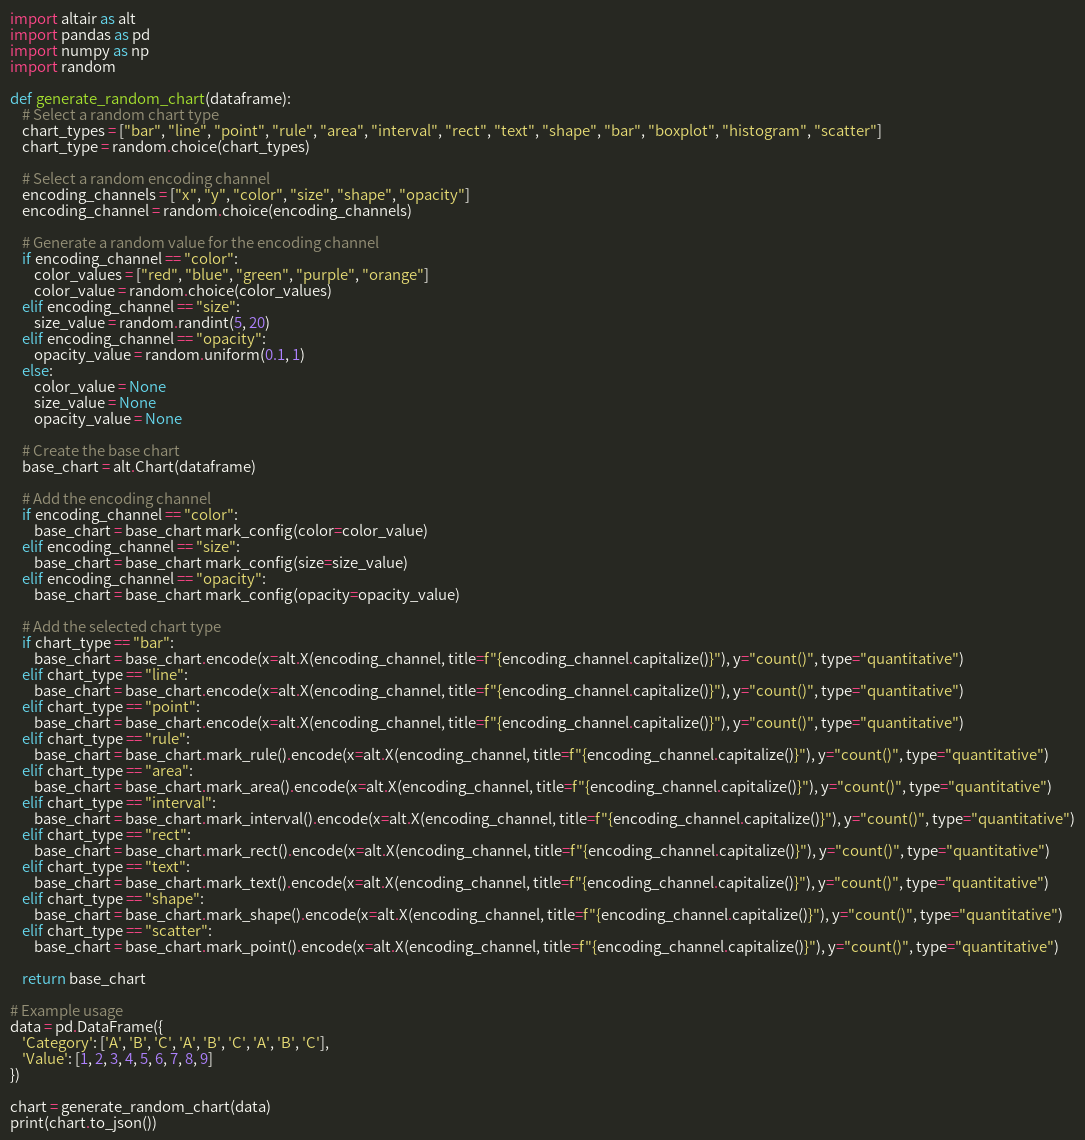 import altair as alt
import pandas as pd
import numpy as np
import random

def generate_random_chart(dataframe):
    # Select a random chart type
    chart_types = ["bar", "line", "point", "rule", "area", "interval", "rect", "text", "shape", "bar", "boxplot", "histogram", "scatter"]
    chart_type = random.choice(chart_types)

    # Select a random encoding channel
    encoding_channels = ["x", "y", "color", "size", "shape", "opacity"]
    encoding_channel = random.choice(encoding_channels)

    # Generate a random value for the encoding channel
    if encoding_channel == "color":
        color_values = ["red", "blue", "green", "purple", "orange"]
        color_value = random.choice(color_values)
    elif encoding_channel == "size":
        size_value = random.randint(5, 20)
    elif encoding_channel == "opacity":
        opacity_value = random.uniform(0.1, 1)
    else:
        color_value = None
        size_value = None
        opacity_value = None

    # Create the base chart
    base_chart = alt.Chart(dataframe)

    # Add the encoding channel
    if encoding_channel == "color":
        base_chart = base_chart mark_config(color=color_value)
    elif encoding_channel == "size":
        base_chart = base_chart mark_config(size=size_value)
    elif encoding_channel == "opacity":
        base_chart = base_chart mark_config(opacity=opacity_value)

    # Add the selected chart type
    if chart_type == "bar":
        base_chart = base_chart.encode(x=alt.X(encoding_channel, title=f"{encoding_channel.capitalize()}"), y="count()", type="quantitative")
    elif chart_type == "line":
        base_chart = base_chart.encode(x=alt.X(encoding_channel, title=f"{encoding_channel.capitalize()}"), y="count()", type="quantitative")
    elif chart_type == "point":
        base_chart = base_chart.encode(x=alt.X(encoding_channel, title=f"{encoding_channel.capitalize()}"), y="count()", type="quantitative")
    elif chart_type == "rule":
        base_chart = base_chart.mark_rule().encode(x=alt.X(encoding_channel, title=f"{encoding_channel.capitalize()}"), y="count()", type="quantitative")
    elif chart_type == "area":
        base_chart = base_chart.mark_area().encode(x=alt.X(encoding_channel, title=f"{encoding_channel.capitalize()}"), y="count()", type="quantitative")
    elif chart_type == "interval":
        base_chart = base_chart.mark_interval().encode(x=alt.X(encoding_channel, title=f"{encoding_channel.capitalize()}"), y="count()", type="quantitative")
    elif chart_type == "rect":
        base_chart = base_chart.mark_rect().encode(x=alt.X(encoding_channel, title=f"{encoding_channel.capitalize()}"), y="count()", type="quantitative")
    elif chart_type == "text":
        base_chart = base_chart.mark_text().encode(x=alt.X(encoding_channel, title=f"{encoding_channel.capitalize()}"), y="count()", type="quantitative")
    elif chart_type == "shape":
        base_chart = base_chart.mark_shape().encode(x=alt.X(encoding_channel, title=f"{encoding_channel.capitalize()}"), y="count()", type="quantitative")
    elif chart_type == "scatter":
        base_chart = base_chart.mark_point().encode(x=alt.X(encoding_channel, title=f"{encoding_channel.capitalize()}"), y="count()", type="quantitative")

    return base_chart

# Example usage
data = pd.DataFrame({
    'Category': ['A', 'B', 'C', 'A', 'B', 'C', 'A', 'B', 'C'],
    'Value': [1, 2, 3, 4, 5, 6, 7, 8, 9]
})

chart = generate_random_chart(data)
print(chart.to_json())